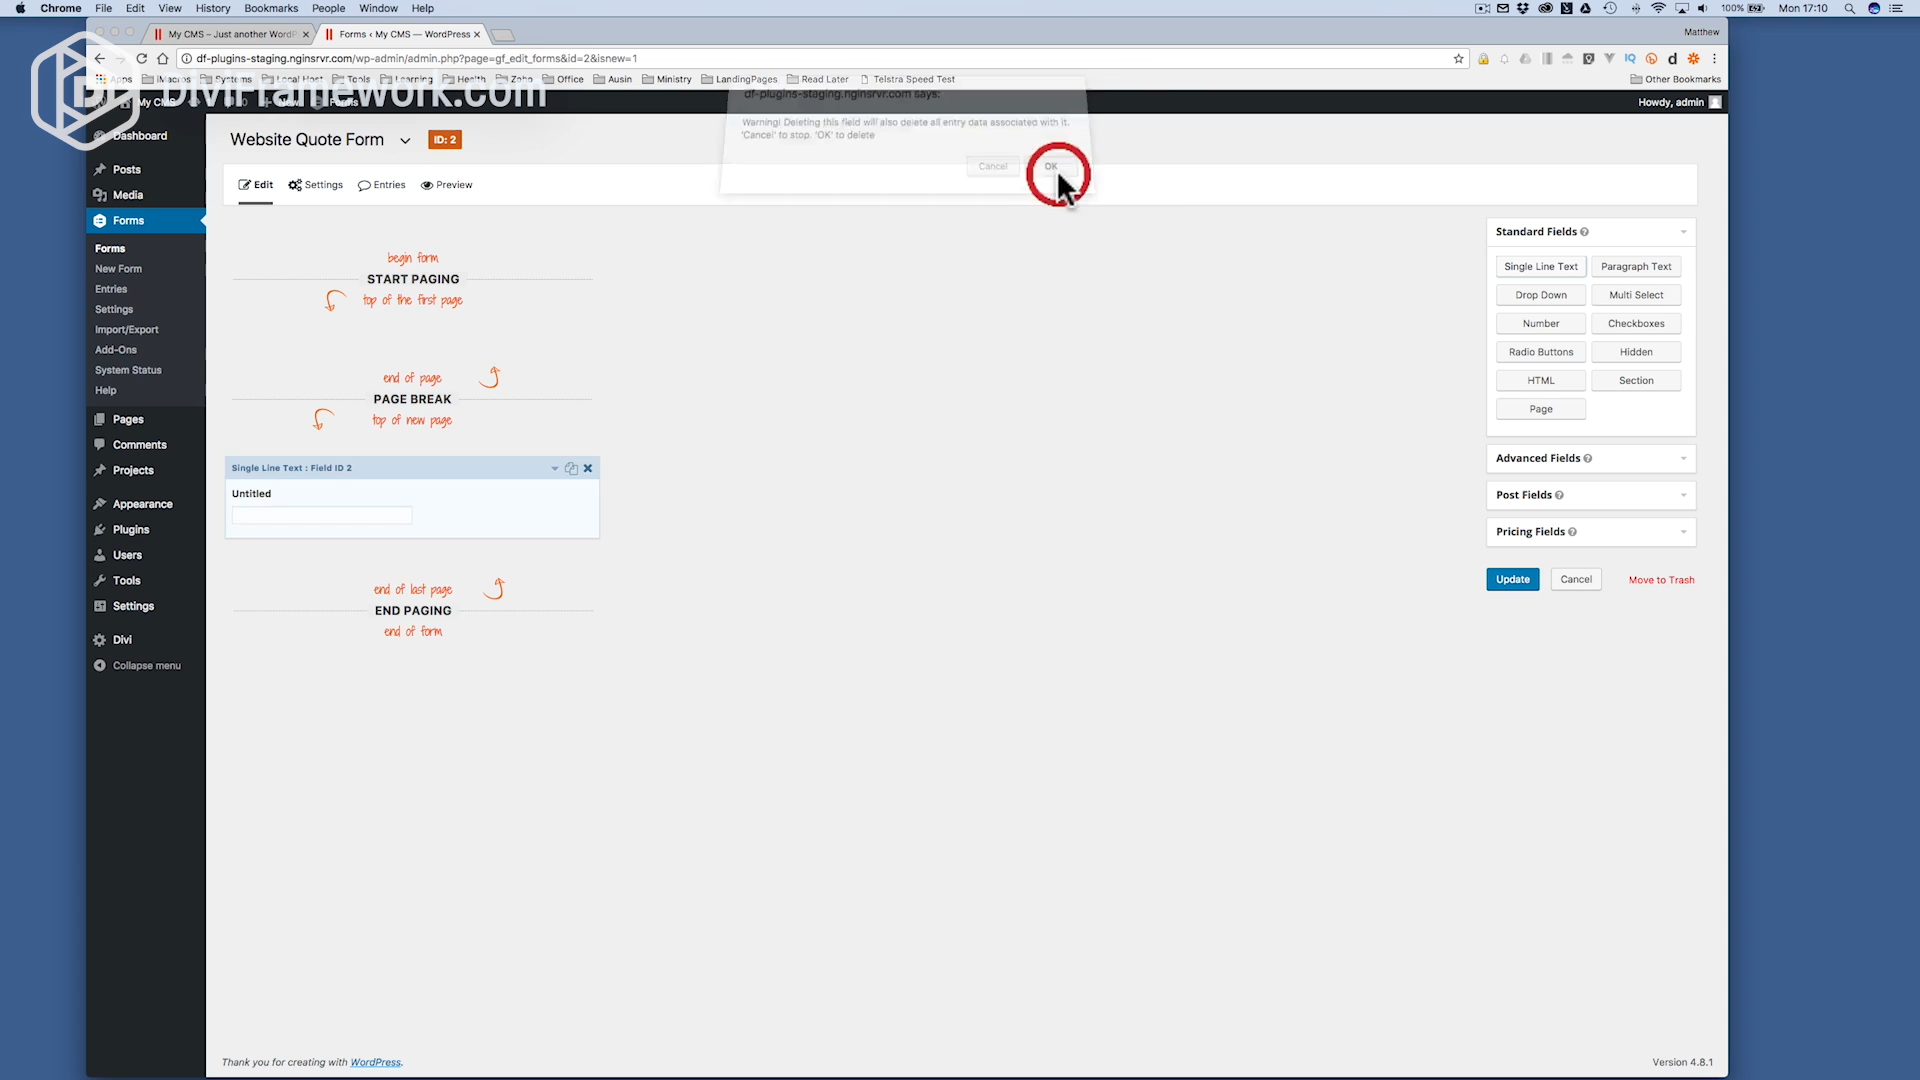 Chrome File Edit View History Bookmarks People Window Help
100% Mon 17:10
My CMS – Just another WordP
Forms ‹ My CMS — WordPress
Matthew
df-plugins-staging.nginsrvr.com/wp-admin/admin.php?page=gf_edit_forms&id=2&isnew=1
Apps iMacros Systems Local Host Tools Learning Health Zoho Office Ausin Ministry LandingPages Read Later Telstra Speed Test Other Bookmarks
DiviFramework.com
My CMS 0 New Forms
Howdy, admin
df-plugins-staging.nginsrvr.com says:
Warning! Deleting this field will also delete all entry data associated with it.
'Cancel' to stop. 'OK' to delete
Cancel OK
Dashboard
Posts
Media
Forms
Forms
New Form
Entries
Settings
Import/Export
Add-Ons
System Status
Help
Pages
Comments
Projects
Appearance
Plugins
Users
Tools
Settings
Divi
Collapse menu
Website Quote Form ID: 2
Edit Settings Entries Preview
begin form
START PAGING
top of the first page
end of page
PAGE BREAK
top of new page
Single Line Text : Field ID 2
Untitled
end of last page
END PAGING
end of form
Standard Fields
Single Line Text Paragraph Text
Drop Down Multi Select
Number Checkboxes
Radio Buttons Hidden
HTML Section
Page
Advanced Fields
Post Fields
Pricing Fields
Update Cancel Move to Trash
Thank you for creating with WordPress.
Version 4.8.1